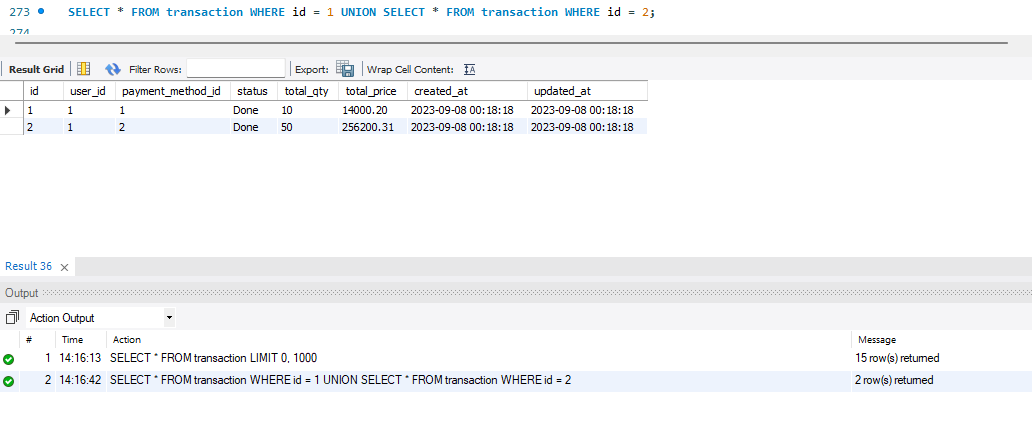 273 SELECT * FROM transaction WHERE id = 1 UNION SELECT * FROM transaction WHERE id = 2;
274
Result Grid Filter Rows: Export: Wrap Cell Content: IA
id user_id payment_method_id status total_qty total_price created_at updated_at
1 1 1 Done 10 14000.20 2023-09-08 00:18:18 2023-09-08 00:18:18
2 1 2 Done 50 256200.31 2023-09-08 00:18:18 2023-09-08 00:18:18
Result 36
Output
Action Output
# Time Action Message
1 14:16:13 SELECT * FROM transaction LIMIT 0, 1000 15 row(s) returned
2 14:16:42 SELECT * FROM transaction WHERE id = 1 UNION SELECT * FROM transaction WHERE id = 2 2 row(s) returned